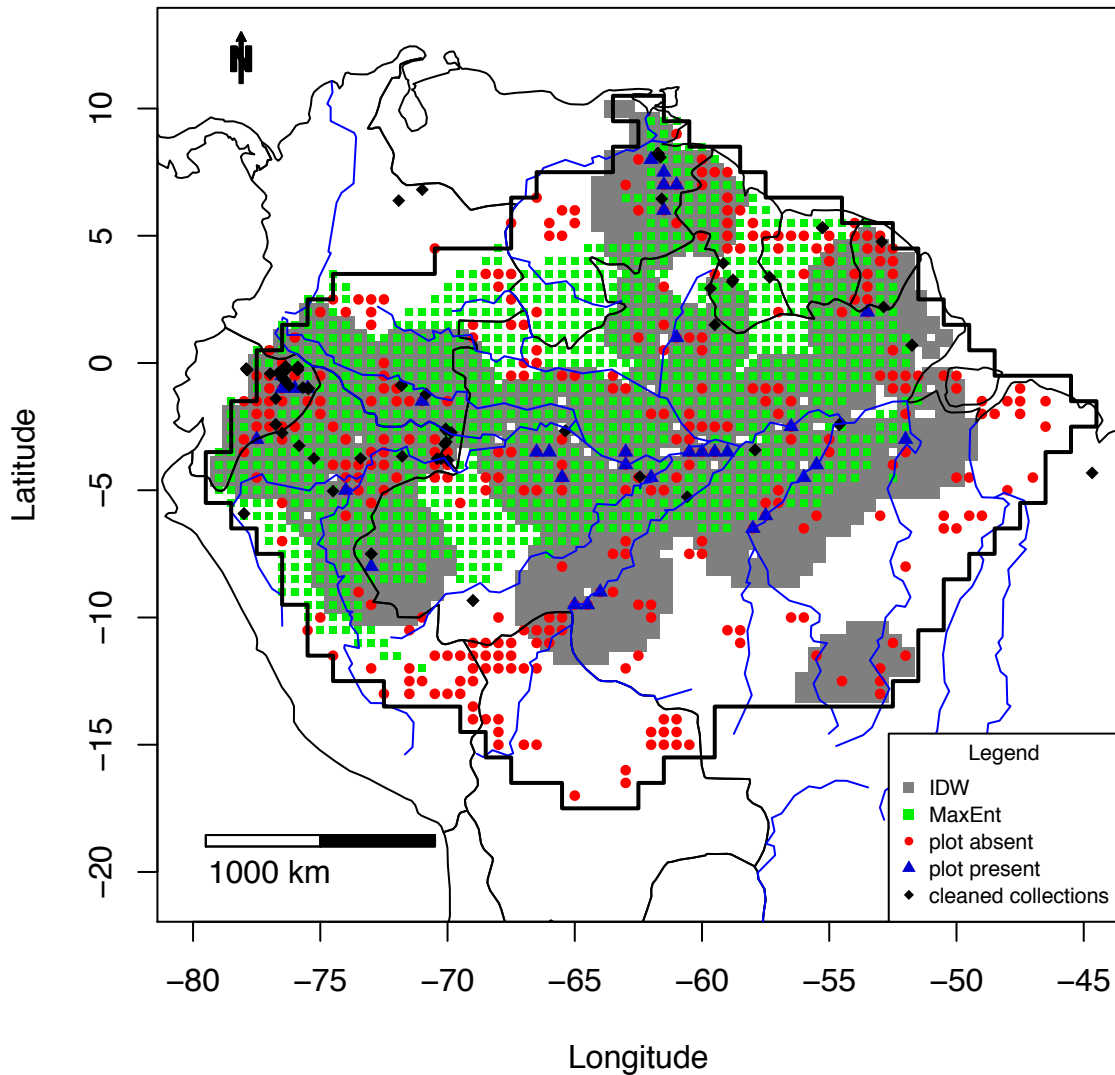 N
10
5
0
−5
−10
−15
−20
Latitude
1000 km
Legend
IDW
MaxEnt
plot absent
plot present
cleaned collections
−80 −75 −70 −65 −60 −55 −50 −45
Longitude